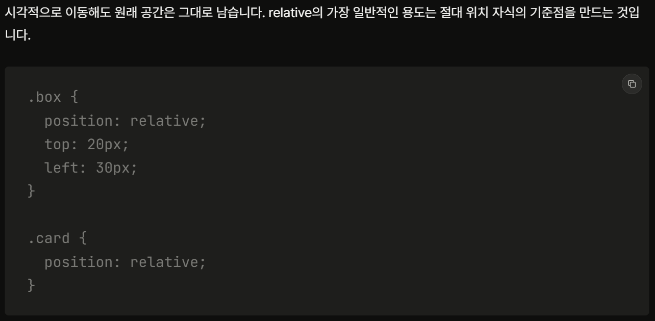 시각적으로 이동해도 원래 공간은 그대로 남습니다. relative의 가장 일반적인 용도는 절대 위치 자식의 기준점을 만드는 것입
니다.
.box {
  position: relative;
  top: 20px;
  left: 30px;
}
.card {
  position: relative;
}